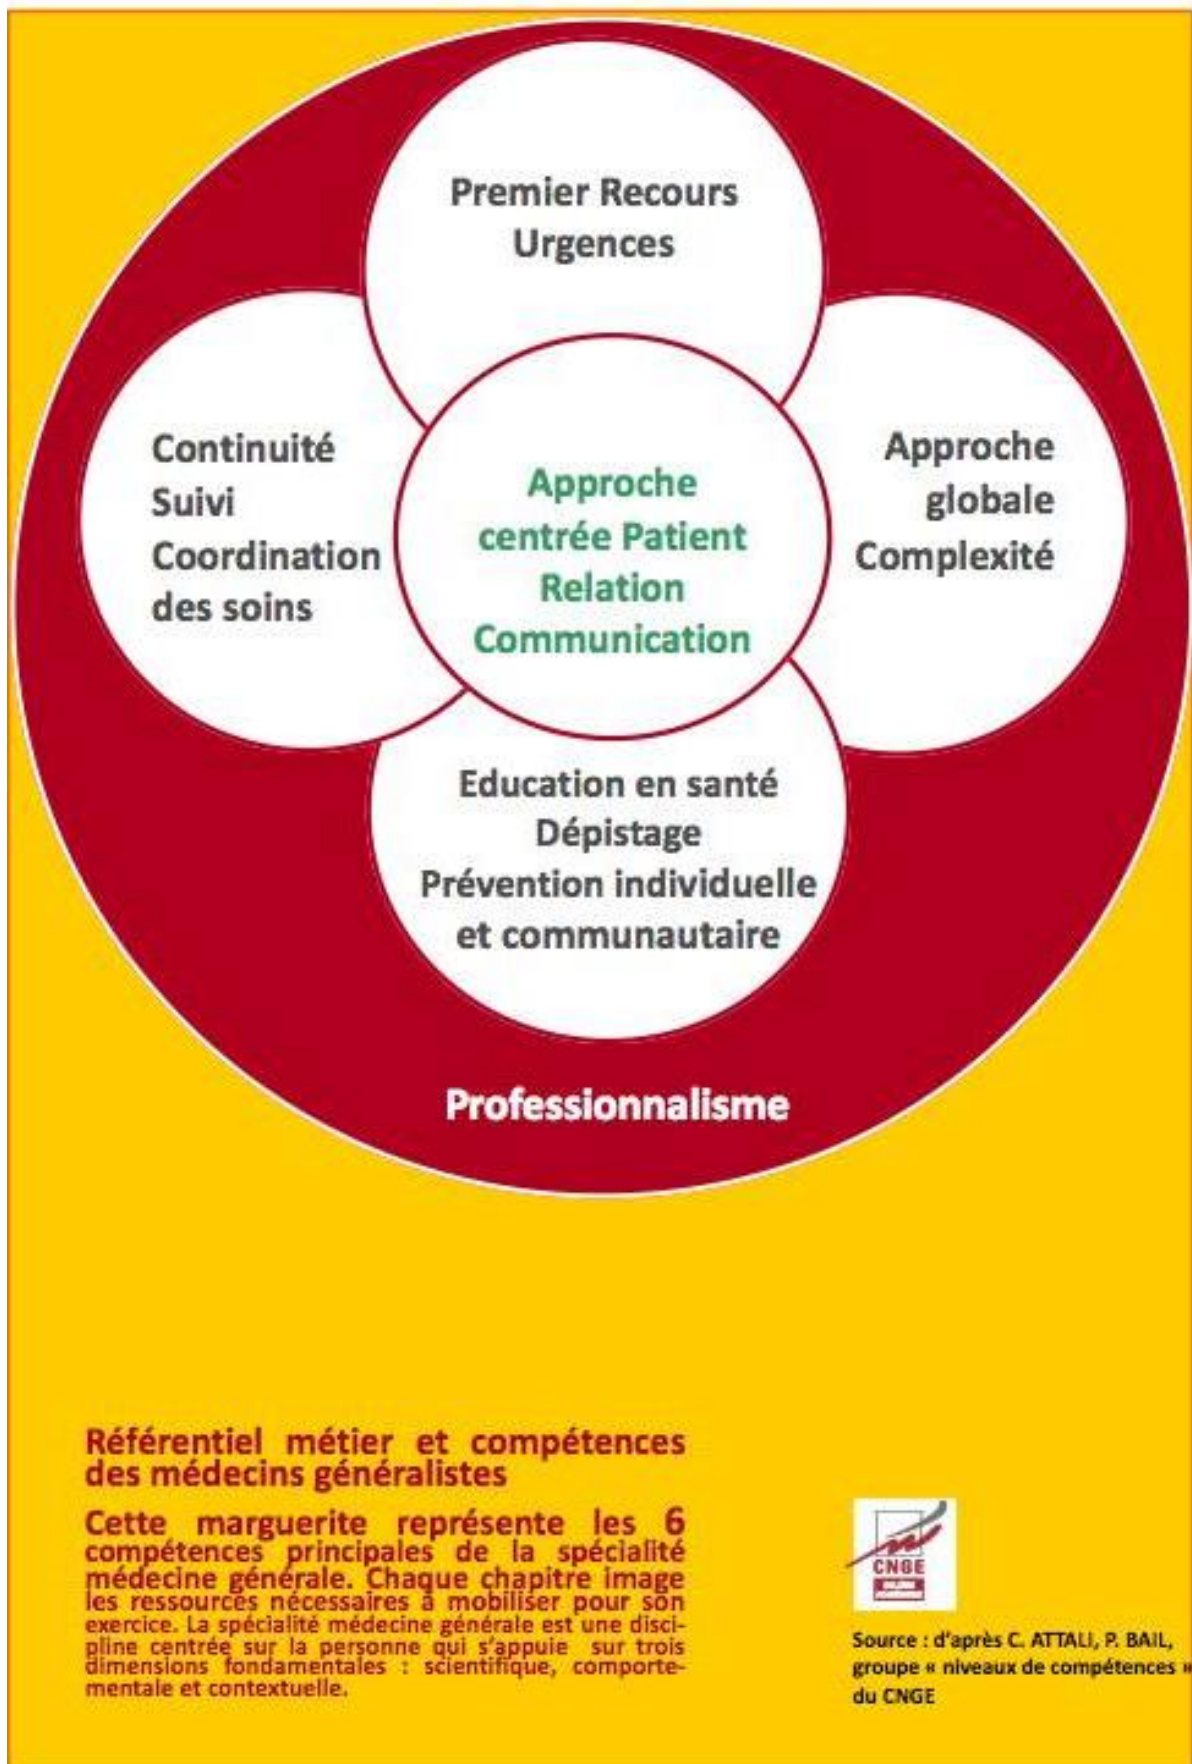 Premier Recours
Urgences
Continuité
Suivi
Coordination
des soins
Approche
centrée Patient
Relation
Communication
Approche
globale
Complexité
Education en santé
Dépistage
Prévention individuelle
et communautaire
Professionnalisme
Référentiel métier et compétences
des médecins généralistes
Cette marguerite représente les 6
compétences principales de la spécialité
médecine générale. Chaque chapitre image
les ressources nécessaires à mobiliser pour son
exercice. La spécialité médecine générale est une disci-
pline centrée sur la personne qui s'appuie sur trois
dimensions fondamentales : scientifique, comporte-
mentale et contextuelle.
CNGE
Source : d'après C. ATTALI, P. BAIL,
groupe « niveaux de compétences »
du CNGE